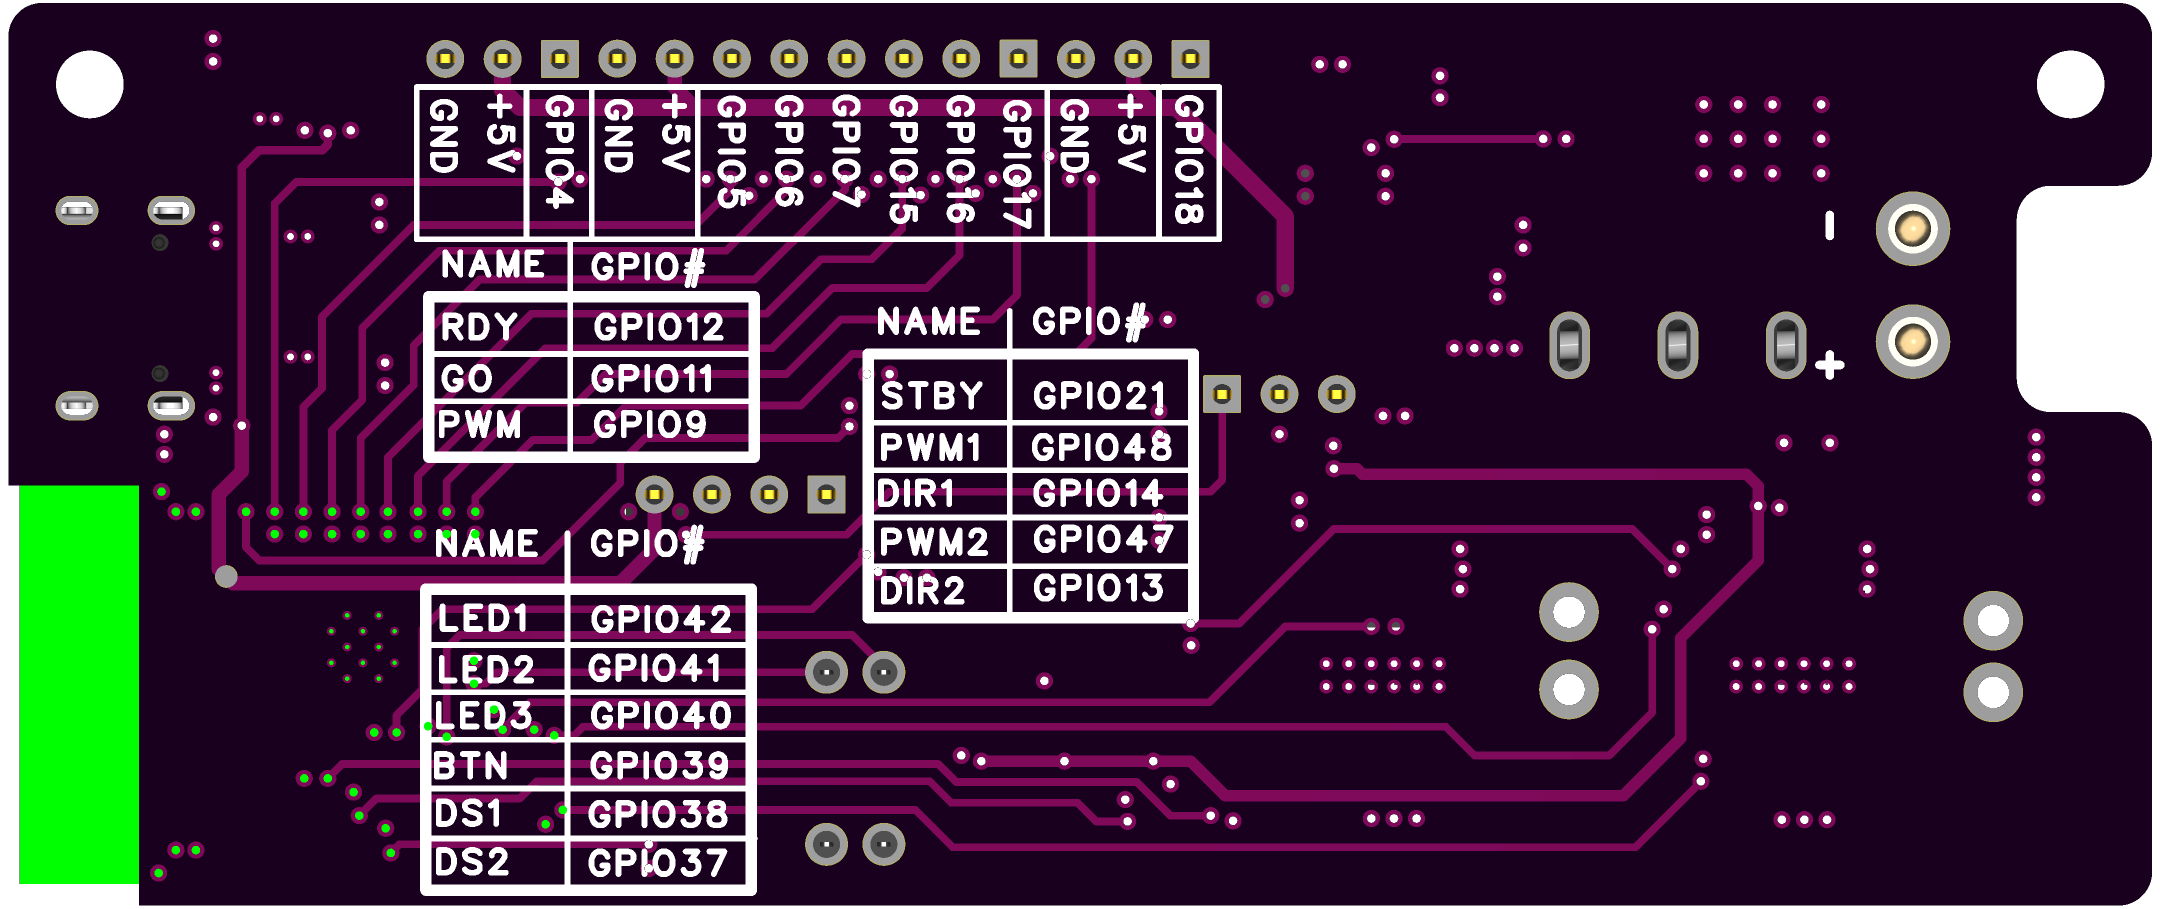 GND +5V GPIO4 GND +5V GPIO5 GPIO6 GPIO7 GPIO15 GPIO16 GPIO17 GND +5V GPIO18
-
+
NAME GPIO#
RDY GPIO12
GO GPIO11
PWM GPIO9
NAME GPIO#
STBY GPIO21
PWM1 GPIO48
DIR1 GPIO14
PWM2 GPIO47
DIR2 GPIO13
NAME GPIO#
LED1 GPIO42
LED2 GPIO41
LED3 GPIO40
BTN GPIO39
DS1 GPIO38
DS2 GPIO37